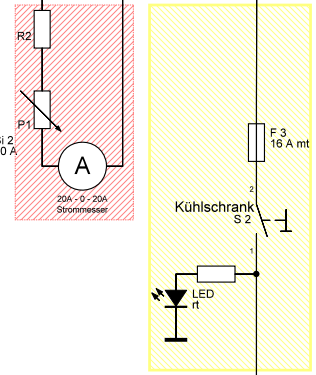 R2
P1
i 2
0 A
A
20A - 0 - 20A
Strommesser
F 3
16 A mt
2
Kühlschrank
S 2
1
LED
rt